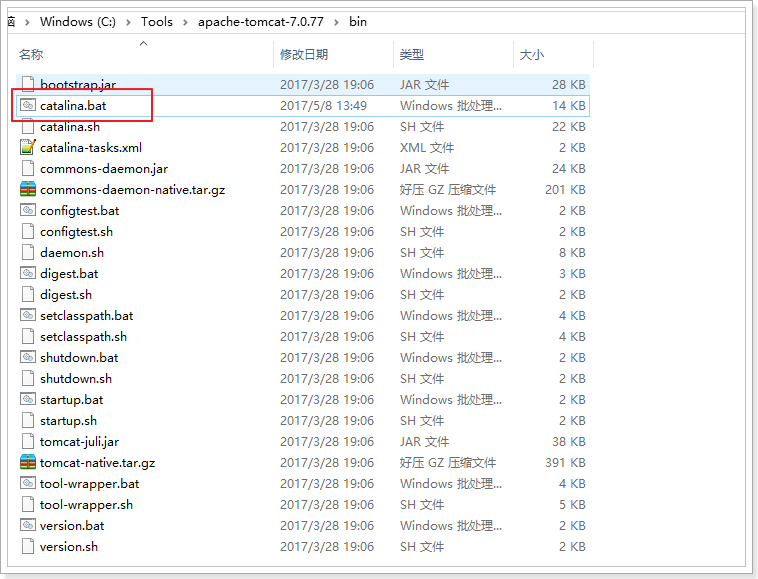 Windows (C:) › Tools › apache-tomcat-7.0.77 › bin
名称 修改日期 类型 大小
bootstrap.jar 2017/3/28 19:06 JAR 文件 28 KB
catalina.bat 2017/5/8 13:49 Windows 批处理... 14 KB
catalina.sh 2017/3/28 19:06 SH 文件 22 KB
catalina-tasks.xml 2017/3/28 19:06 XML 文件 2 KB
commons-daemon.jar 2017/3/28 19:06 JAR 文件 24 KB
commons-daemon-native.tar.gz 2017/3/28 19:06 好压 GZ 压缩文件 201 KB
configtest.bat 2017/3/28 19:06 Windows 批处理... 2 KB
configtest.sh 2017/3/28 19:06 SH 文件 2 KB
daemon.sh 2017/3/28 19:06 SH 文件 8 KB
digest.bat 2017/3/28 19:06 Windows 批处理... 3 KB
digest.sh 2017/3/28 19:06 SH 文件 2 KB
setclasspath.bat 2017/3/28 19:06 Windows 批处理... 4 KB
setclasspath.sh 2017/3/28 19:06 SH 文件 4 KB
shutdown.bat 2017/3/28 19:06 Windows 批处理... 2 KB
shutdown.sh 2017/3/28 19:06 SH 文件 2 KB
startup.bat 2017/3/28 19:06 Windows 批处理... 2 KB
startup.sh 2017/3/28 19:06 SH 文件 2 KB
tomcat-juli.jar 2017/3/28 19:06 JAR 文件 38 KB
tomcat-native.tar.gz 2017/3/28 19:06 好压 GZ 压缩文件 391 KB
tool-wrapper.bat 2017/3/28 19:06 Windows 批处理... 4 KB
tool-wrapper.sh 2017/3/28 19:06 SH 文件 5 KB
version.bat 2017/3/28 19:06 Windows 批处理... 2 KB
version.sh 2017/3/28 19:06 SH 文件 2 KB